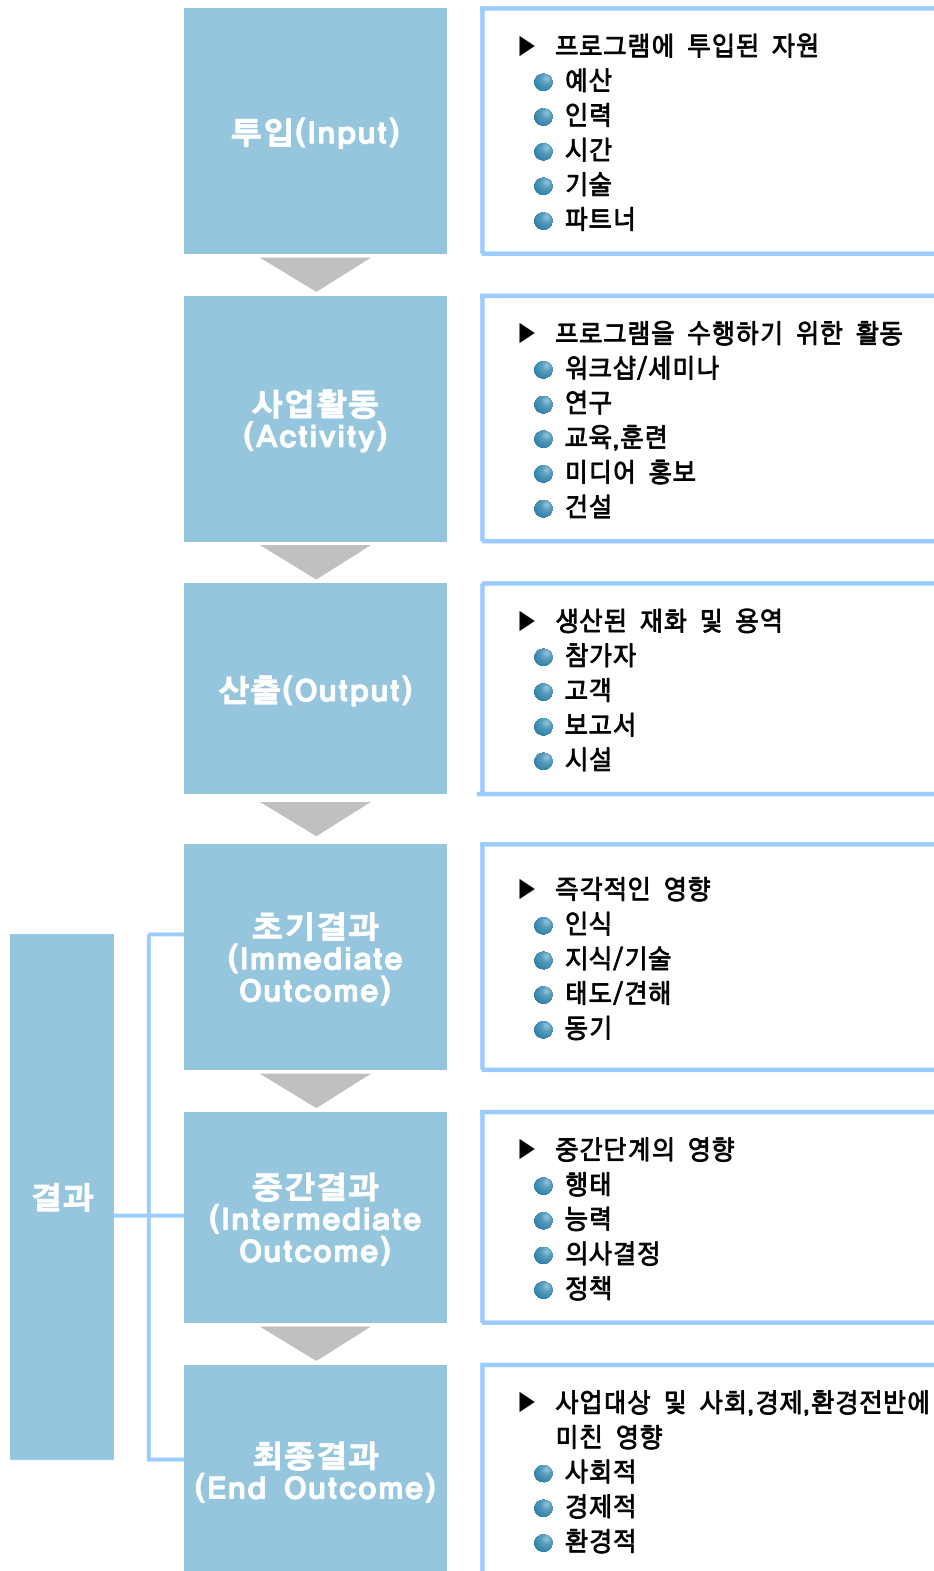 투입(Input)
▶ 프로그램에 투입된 자원
예산
인력
시간
기술
파트너
사업활동
(Activity)
▶ 프로그램을 수행하기 위한 활동
워크샵/세미나
연구
교육,훈련
미디어 홍보
건설
산출(Output)
▶ 생산된 재화 및 용역
참가자
고객
보고서
시설
결과
초기결과
(Immediate
Outcome)
▶ 즉각적인 영향
인식
지식/기술
태도/견해
동기
중간결과
(Intermediate
Outcome)
▶ 중간단계의 영향
행태
능력
의사결정
정책
최종결과
(End Outcome)
▶ 사업대상 및 사회,경제,환경전반에
미친 영향
사회적
경제적
환경적